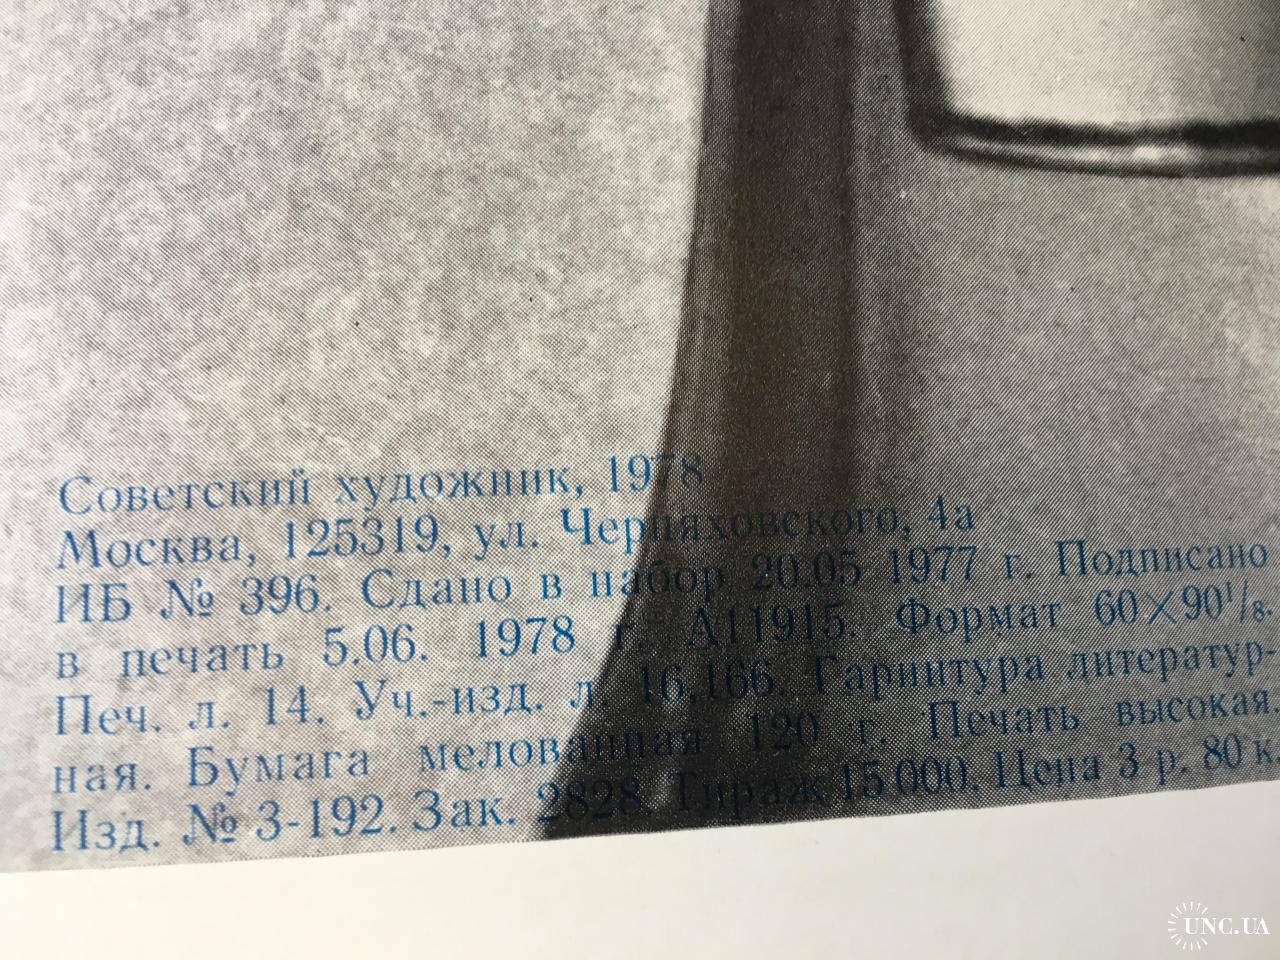 Советский художник, 1978
Москва, 125319, ул. Черняховского, 4а
ИБ № 396. Сдано в набор 20.05 1977 г. Подписано
в печать 5.06. 1978 г. А11915. Формат 60×90¹/₈.
Печ. л. 14. Уч.-изд. л. 16,166. Гарнитура литератур-
ная. Бумага мелованная 120 г. Печать высокая.
Изд. № 3-192. Зак. 2828. Тираж 15 000. Цена 3 р. 80 к.
UNC.UA